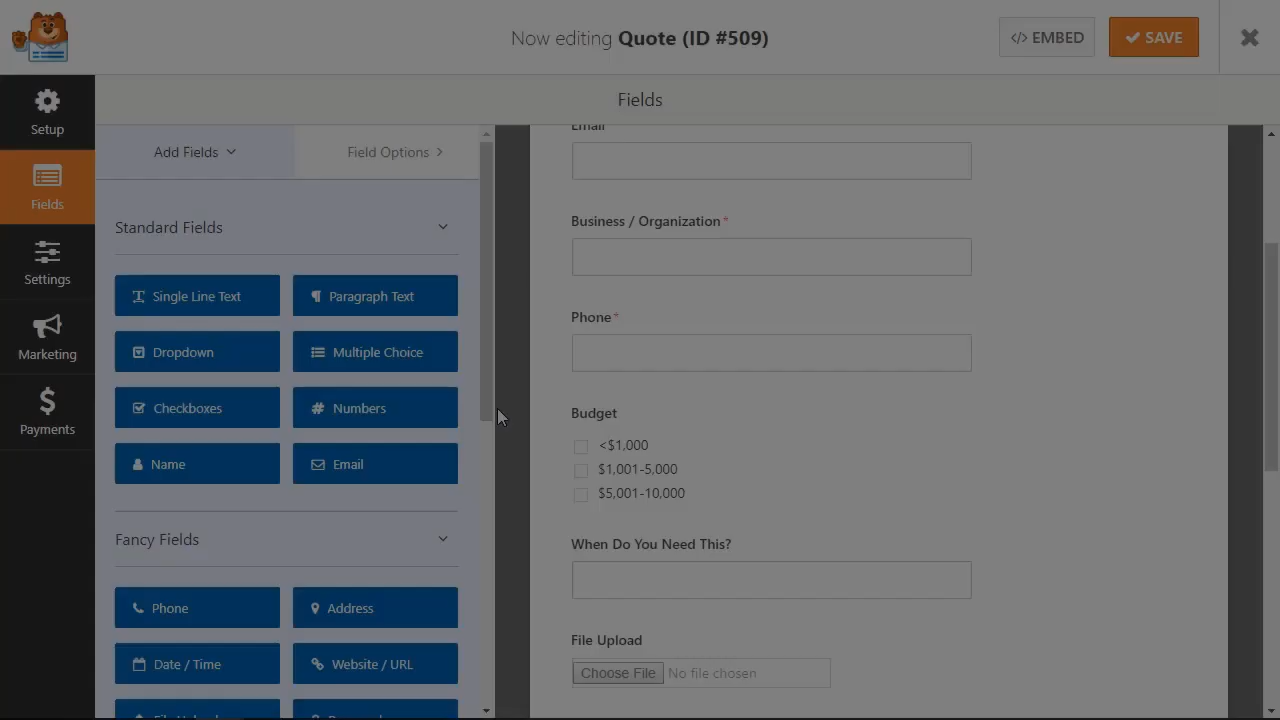 Now editing Quote (ID #509)
</> EMBED
SAVE
Setup
Fields
Settings
Marketing
Payments
Fields
Add Fields
Field Options
Standard Fields
Single Line Text
Paragraph Text
Dropdown
Multiple Choice
Checkboxes
Numbers
Name
Email
Fancy Fields
Phone
Address
Date / Time
Website / URL
Email
Business / Organization *
Phone *
Budget
<$1,000
$1,001-5,000
$5,001-10,000
When Do You Need This?
File Upload
Choose File No file chosen